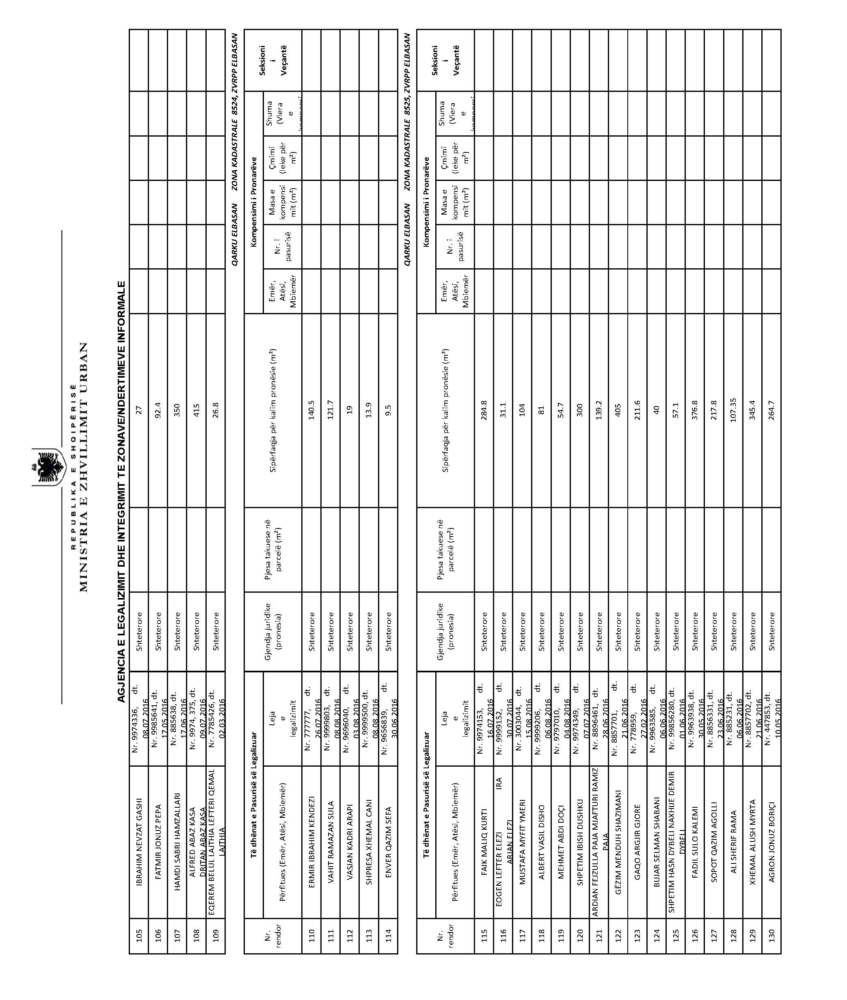 REPUBLIKA E SHQIPËRISË
MINISTRIA E ZHVILLIMIT URBAN
AGJENCIA E LEGALIZIMIT DHE INTEGRIMIT TE ZONAVE/NDERTIMEVE INFORMALE
105 IBRAHIM NEVZAT GASHI Nr. 9974336, dt. 08.07.2016 Shteterore 27
106 FATMIR JONUZ PEPA Nr. 9985641, dt. 17.05.2016 Shteterore 92.4
107 HAMDI SABRI HAMZALLARI Nr. 885638, dt. 17.06.2016 Shteterore 350
108 ALFRED ABAZ KASA DRITAN ABAZ KASA Nr. 9974, 375, dt. 09.07.2016 Shteterore 415
109 EQEREM BELUL LAJTHIA LEFTERI QEMAL LAJTHIA Nr. 7785426, dt. 02.03.2016 Shteterore 26.8
QARKU ELBASAN ZONA KADASTRALE 8524, ZVRPP ELBASAN
Nr. rendor
Të dhënat e Pasurisë së Legalizuar
Përfitues (Emër, Atësi, Mbiemër)
Leja e legalizimit
Gjendja juridike (pronesia)
Pjesa takuese në parcelë (m²)
Sipërfaqja për kalim pronësie (m²)
Kompensimi i Pronarëve
Emër, Atësi, Mbiemër
Nr. i pasurisë
Masa e kompensi mit (m²)
Çmimi (leke për m²)
Shuma (Vlera e kompensi
Seksioni i Veçantë
110 ERMIR IBRAHIM KENDEZI Nr. 777777, dt. 26.07.2016 Shteterore 140.5
111 VAHIT RAMAZAN SULA Nr. 9999803, dt. 08.08.2016 Shteterore 121.7
112 VASJAN KADRI ARAPI Nr. 9696040, dt. 03.08.2016 Shteterore 19
113 SHPRESA XHEMAL CANI Nr. 9999500, dt. 08.08.2016 Shteterore 13.9
114 ENVER QAZIM SEFA Nr. 9656839, dt. 30.06.2016 Shteterore 9.5
QARKU ELBASAN ZONA KADASTRALE 8525, ZVRPP ELBASAN
Nr. rendor
Të dhënat e Pasurisë së Legalizuar
Përfitues (Emër, Atësi, Mbiemër)
Leja e legalizimit
Gjendja juridike (pronesia)
Pjesa takuese në parcelë (m²)
Sipërfaqja për kalim pronësie (m²)
Kompensimi i Pronarëve
Emër, Atësi, Mbiemër
Nr. i pasurisë
Masa e kompensi mit (m²)
Çmimi (leke për m²)
Shuma (Vlera e kompensi
Seksioni i Veçantë
115 FAIK MALIQ KURTI Nr. 9974153, dt. 16.07.2016 Shteterore 284.8
116 EOGEN LEFTER ELEZI IRA ARIAN ELEZI Nr. 9999152, dt. 30.07.2016 Shteterore 31.1
117 MUSTAFA MYFIT YMERI Nr. 3003044, dt. 15.08.2016 Shteterore 104
118 ALBERT VASIL DISHO Nr. 9999206, dt. 06.08.2016 Shteterore 81
119 MEHMET ABDI DOÇI Nr. 9797010, dt. 04.08.2016 Shteterore 54.7
120 SHPETIM IBISH DUSHKU Nr. 9974349, dt. 07.07.2016 Shteterore 300
121 ARDIAN FEJZULLA PAJA MJAFTURI RAMIZ PAJA Nr. 8896461, dt. 28.06.2016 Shteterore 139.2
122 GËZIM MENDUH SHAZIMANI Nr. 8857701, dt. 21.06.2016 Shteterore 405
123 GAQO ARGJIR GJORE Nr. 778959, dt. 27.02.2016 Shteterore 211.6
124 BUJAR SELMAN SHABANI Nr. 9963585, dt. 06.06.2016 Shteterore 40
125 SHPETIM HASN DYBELI NAXHIJE DEMIR DYBELI Nr. 99856280, dt. 01.06.2016 Shteterore 57.1
126 FADIL SULO KALEMI Nr. 9963938, dt. 30.05.2016 Shteterore 376.8
127 SOPOT QAZIM AGOLLI Nr. 8856331, dt. 23.06.2016 Shteterore 217.8
128 ALI SHERIF RAMA Nr. 885231, dt. 06.06.2016 Shteterore 107.35
129 XHEMAL ALUSH MYRTA Nr. 8857702, dt. 21.06.2016 Shteterore 345.4
130 AGRON JONUZ BORIÇI Nr. 447853, dt. 10.05.2016 Shteterore 264.7